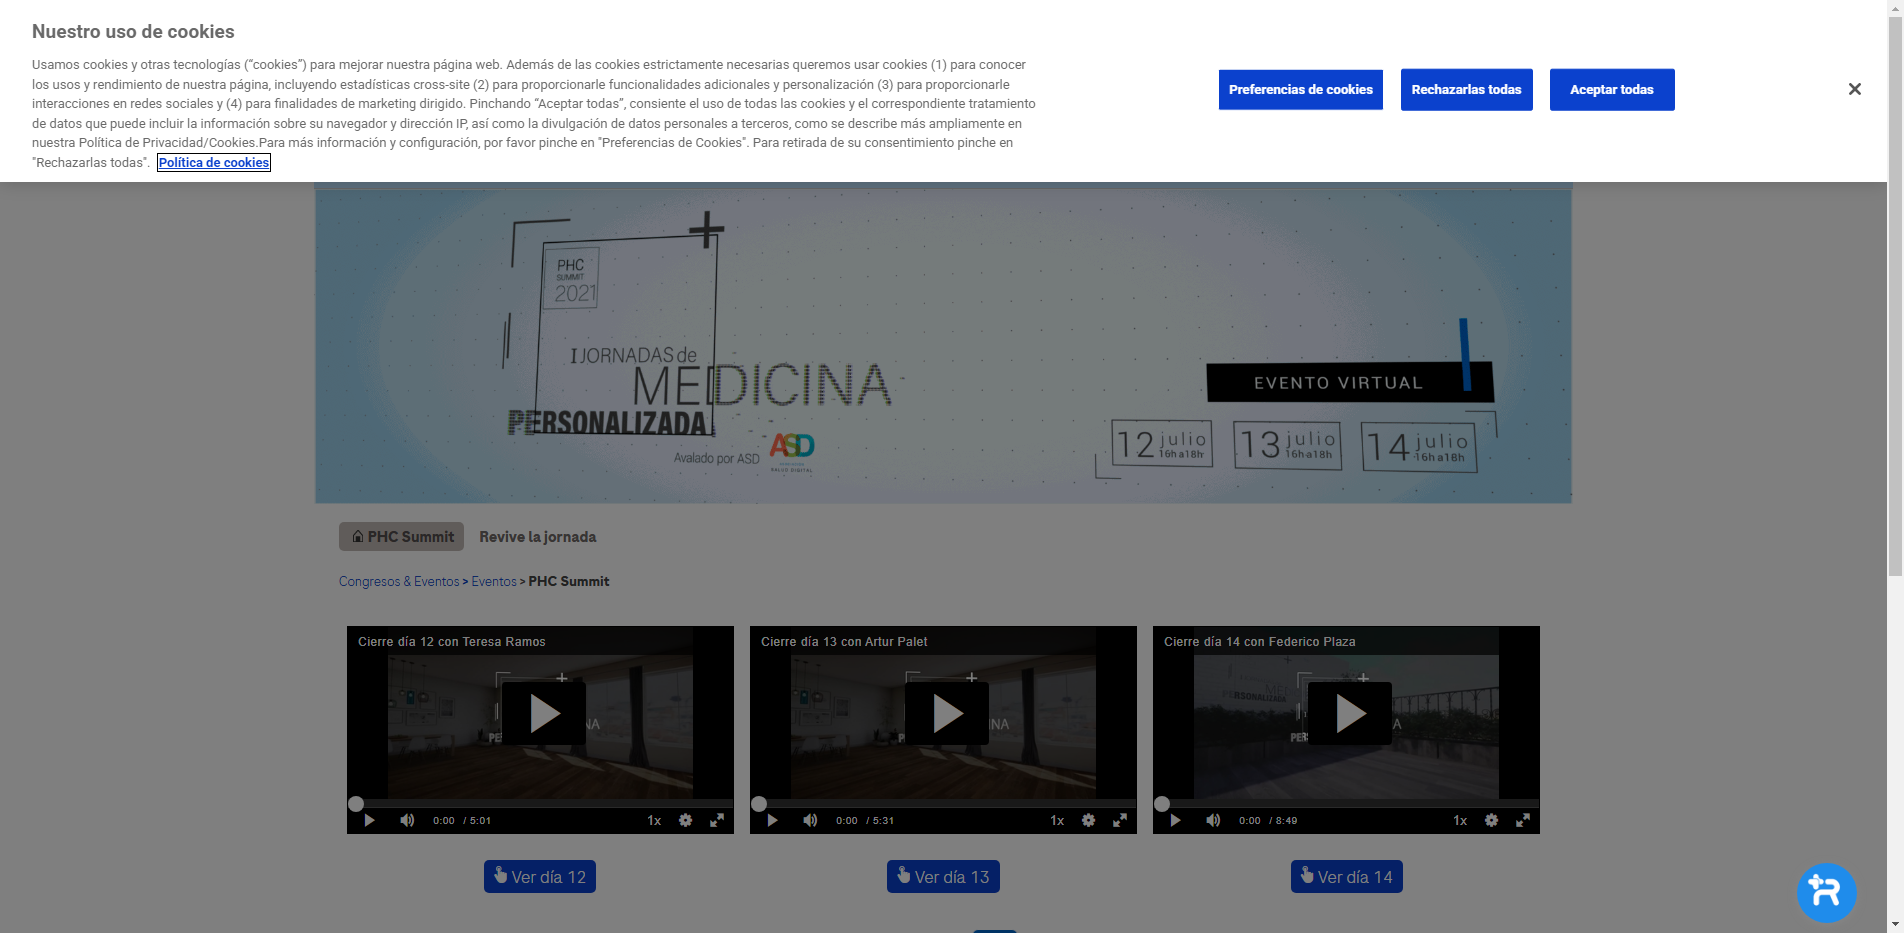 Nuestro uso de cookies
Usamos cookies y otras tecnologías (“cookies”) para mejorar nuestra página web. Además de las cookies estrictamente necesarias queremos usar cookies (1) para conocer
los usos y rendimiento de nuestra página, incluyendo estadísticas cross-site (2) para proporcionarle funcionalidades adicionales y personalización (3) para proporcionarle
interacciones en redes sociales y (4) para finalidades de marketing dirigido. Pinchando “Aceptar todas”, consiente el uso de todas las cookies y el correspondiente tratamiento
de datos que puede incluir la información sobre su navegador y dirección IP, así como la divulgación de datos personales a terceros, como se describe más ampliamente en
nuestra Política de Privacidad/Cookies.Para más información y configuración, por favor pinche en "Preferencias de Cookies". Para retirada de su consentimiento pinche en
"Rechazarlas todas". Política de cookies
Preferencias de cookies
Rechazarlas todas
Aceptar todas
PHC
SUMMIT
2021
I JORNADAS de
MEDICINA
PERSONALIZADA
Avalado por ASD
ASD
SALUD DIGITAL
EVENTO VIRTUAL
12 julio
16h a 18h
13 julio
16h a 18h
14 julio
16h a 18h
PHC Summit
Revive la jornada
Congresos & Eventos > Eventos > PHC Summit
Cierre día 12 con Teresa Ramos
0:00 / 5:01
1x
Cierre día 13 con Artur Palet
0:00 / 5:31
1x
Cierre día 14 con Federico Plaza
PERSONALIZADA
0:00 / 8:49
1x
Ver día 12
Ver día 13
Ver día 14